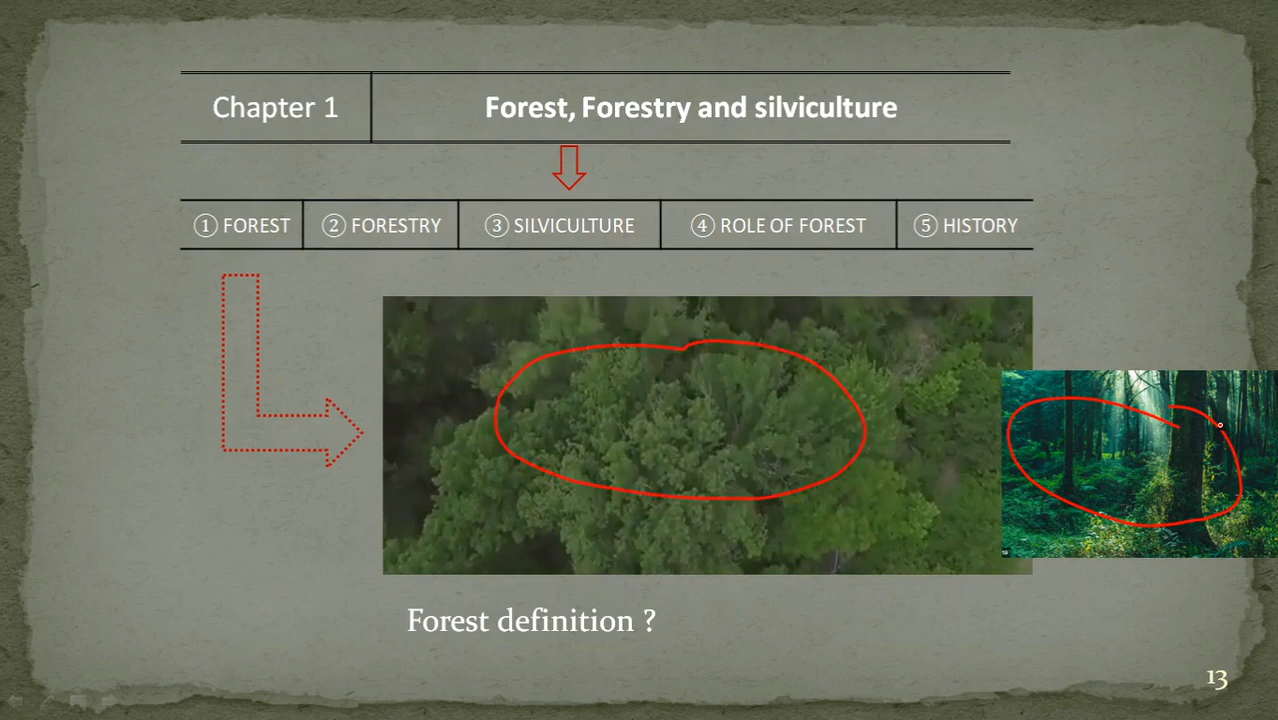 Chapter 1
Forest, Forestry and silviculture
① FOREST
② FORESTRY
③ SILVICULTURE
④ ROLE OF FOREST
⑤ HISTORY
Forest definition ?
13